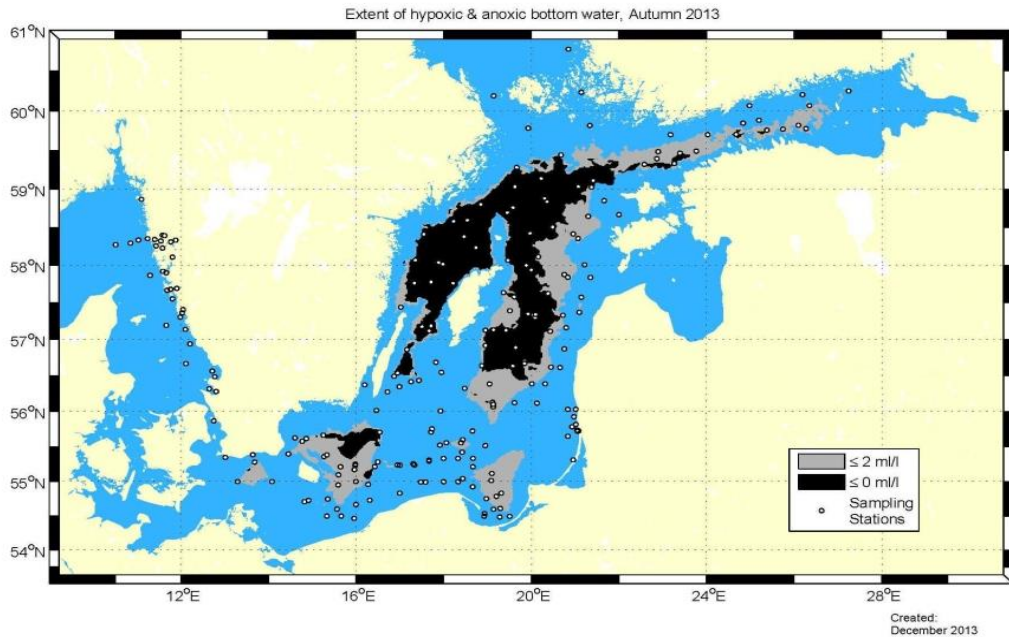 Extent of hypoxic & anoxic bottom water, Autumn 2013
61°N
60°N
59°N
58°N
57°N
56°N
55°N
54°N
≤ 2 ml/l
≤ 0 ml/l
Sampling
Stations
12°E
16°E
20°E
24°E
28°E
Created:
December 2013